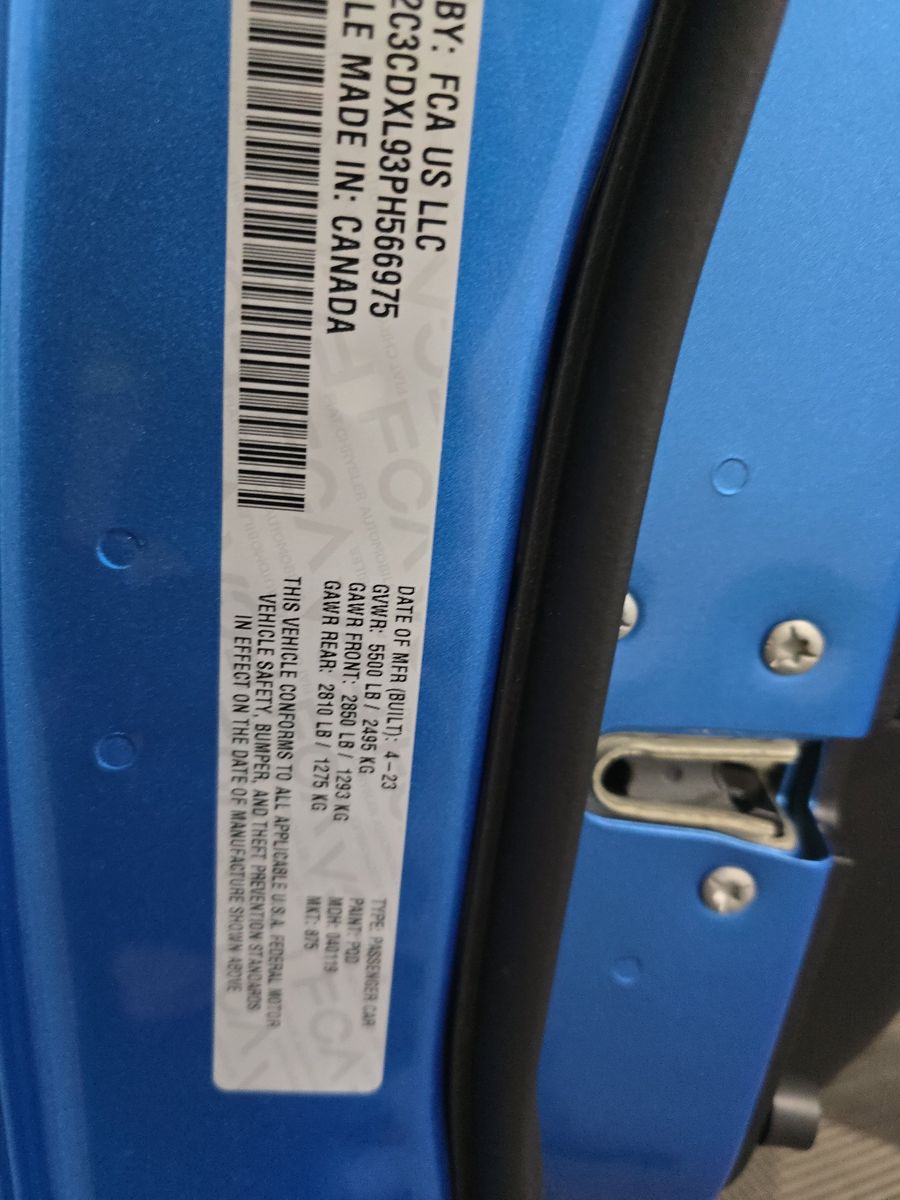 BY: FCA US LLC
2C3CDXL93PH566975
LE MADE IN: CANADA
DATE OF MFR (BUILT): 4-23
GVWR: 5500 LB / 2495 KG
GAWR FRONT: 2850 LB / 1293 KG
GAWR REAR: 2810 LB / 1275 KG
THIS VEHICLE CONFORMS TO ALL APPLICABLE U.S.A. FEDERAL MOTOR
VEHICLE SAFETY, BUMPER, AND THEFT PREVENTION STANDARDS
IN EFFECT ON THE DATE OF MANUFACTURE SHOWN ABOVE
TYPE: PASSENGER CAR
PAINT: PQD
MDH: 040119
MKT: 875
FCA
FCA
FCA